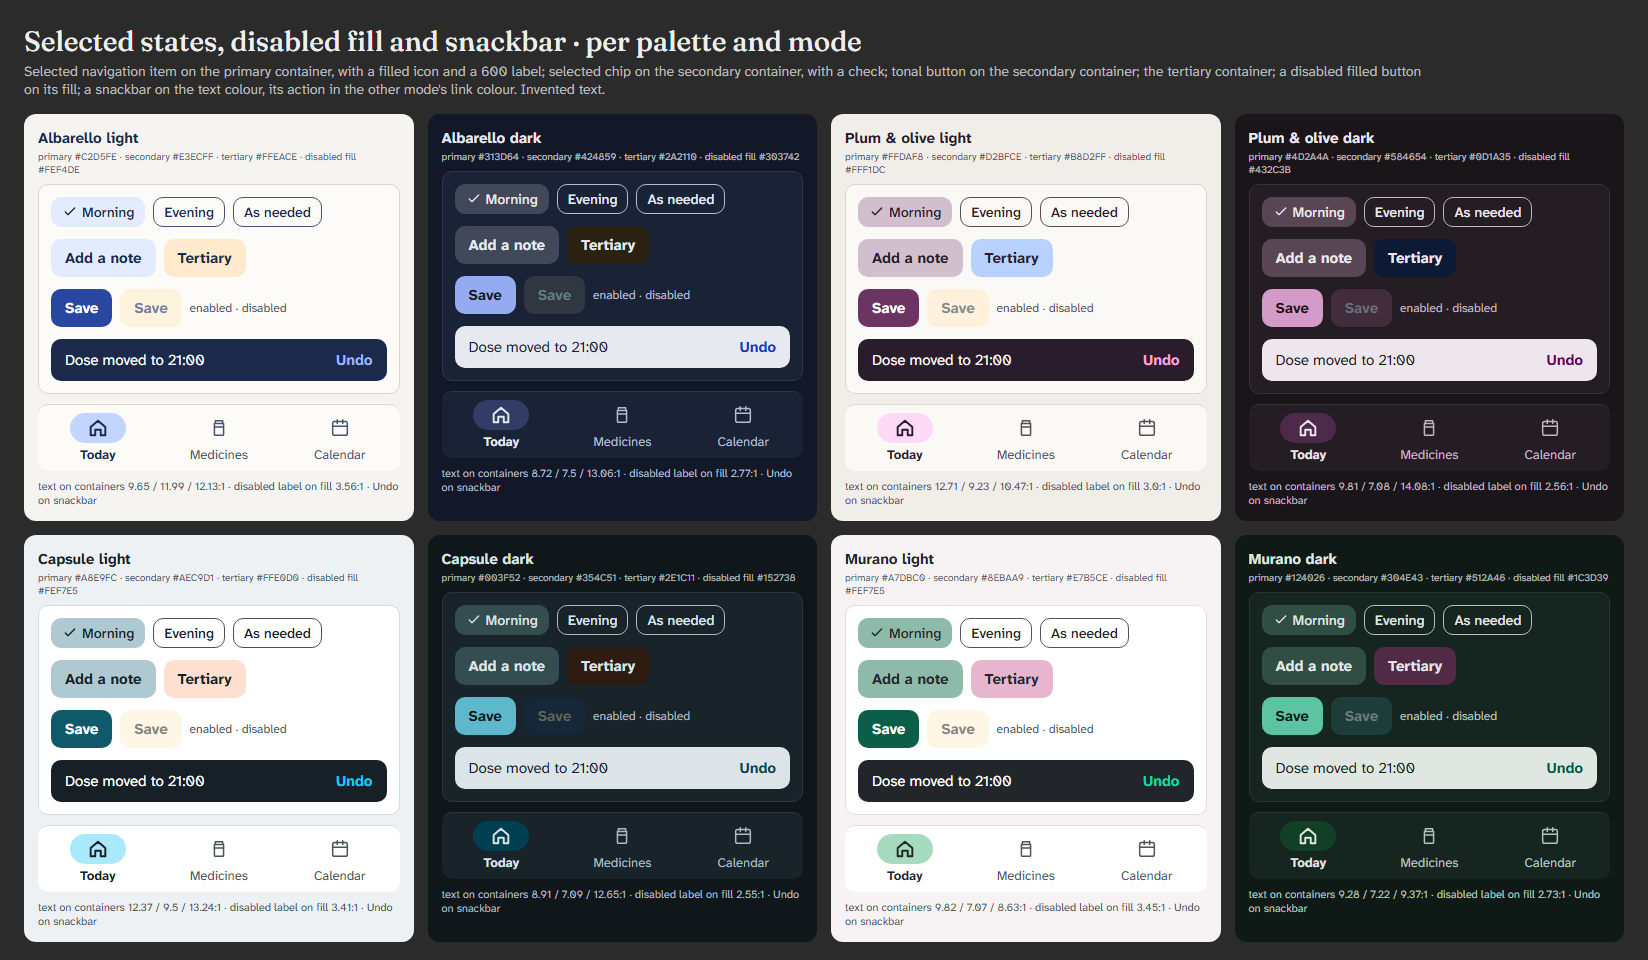 Selected states, disabled fill and snackbar · per palette and mode
Selected navigation item on the primary container, with a filled icon and a 600 label; selected chip on the secondary container, with a check; tonal button on the secondary container; the tertiary container; a disabled filled button
on its fill; a snackbar on the text colour, its action in the other mode's link colour. Invented text.
Albarello light
primary #C2D5FE · secondary #E3ECFF · tertiary #FFEACE · disabled fill
#FEF4DE
Morning
Evening
As needed
Add a note
Tertiary
Save
Save
enabled · disabled
Dose moved to 21:00
Undo
Today
Medicines
Calendar
text on containers 9.65 / 11.99 / 12.13:1 · disabled label on fill 3.56:1 · Undo
on snackbar
Albarello dark
primary #313D64 · secondary #424859 · tertiary #2A2110 · disabled fill #303742
Morning
Evening
As needed
Add a note
Tertiary
Save
Save
enabled · disabled
Dose moved to 21:00
Undo
Today
Medicines
Calendar
text on containers 8.72 / 7.5 / 13.06:1 · disabled label on fill 2.77:1 · Undo
on snackbar
Plum & olive light
primary #FFDAF8 · secondary #D2BFCE · tertiary #B8D2FF · disabled fill
#FFF1DC
Morning
Evening
As needed
Add a note
Tertiary
Save
Save
enabled · disabled
Dose moved to 21:00
Undo
Today
Medicines
Calendar
text on containers 12.71 / 9.23 / 10.47:1 · disabled label on fill 3.0:1 · Undo
on snackbar
Plum & olive dark
primary #4D2A4A · secondary #584654 · tertiary #0D1A35 · disabled fill
#432C3B
Morning
Evening
As needed
Add a note
Tertiary
Save
Save
enabled · disabled
Dose moved to 21:00
Undo
Today
Medicines
Calendar
text on containers 9.81 / 7.08 / 14.08:1 · disabled label on fill 2.56:1 · Undo
on snackbar
Capsule light
primary #A8E9FC · secondary #AEC9D1 · tertiary #FFE0D0 · disabled fill
#FEF7E5
Morning
Evening
As needed
Add a note
Tertiary
Save
Save
enabled · disabled
Dose moved to 21:00
Undo
Today
Medicines
Calendar
text on containers 12.37 / 9.5 / 13.24:1 · disabled label on fill 3.41:1 · Undo
on snackbar
Capsule dark
primary #003F52 · secondary #354C51 · tertiary #2E1C11 · disabled fill #152738
Morning
Evening
As needed
Add a note
Tertiary
Save
Save
enabled · disabled
Dose moved to 21:00
Undo
Today
Medicines
Calendar
text on containers 8.91 / 7.09 / 12.65:1 · disabled label on fill 2.55:1 · Undo
on snackbar
Murano light
primary #A7DBC0 · secondary #8EBAA9 · tertiary #E7B5CE · disabled fill
#FEF7E5
Morning
Evening
As needed
Add a note
Tertiary
Save
Save
enabled · disabled
Dose moved to 21:00
Undo
Today
Medicines
Calendar
text on containers 9.82 / 7.07 / 8.63:1 · disabled label on fill 3.45:1 · Undo
on snackbar
Murano dark
primary #124026 · secondary #304E43 · tertiary #512A46 · disabled fill #1C3D39
Morning
Evening
As needed
Add a note
Tertiary
Save
Save
enabled · disabled
Dose moved to 21:00
Undo
Today
Medicines
Calendar
text on containers 9.28 / 7.22 / 9.37:1 · disabled label on fill 2.73:1 · Undo
on snackbar